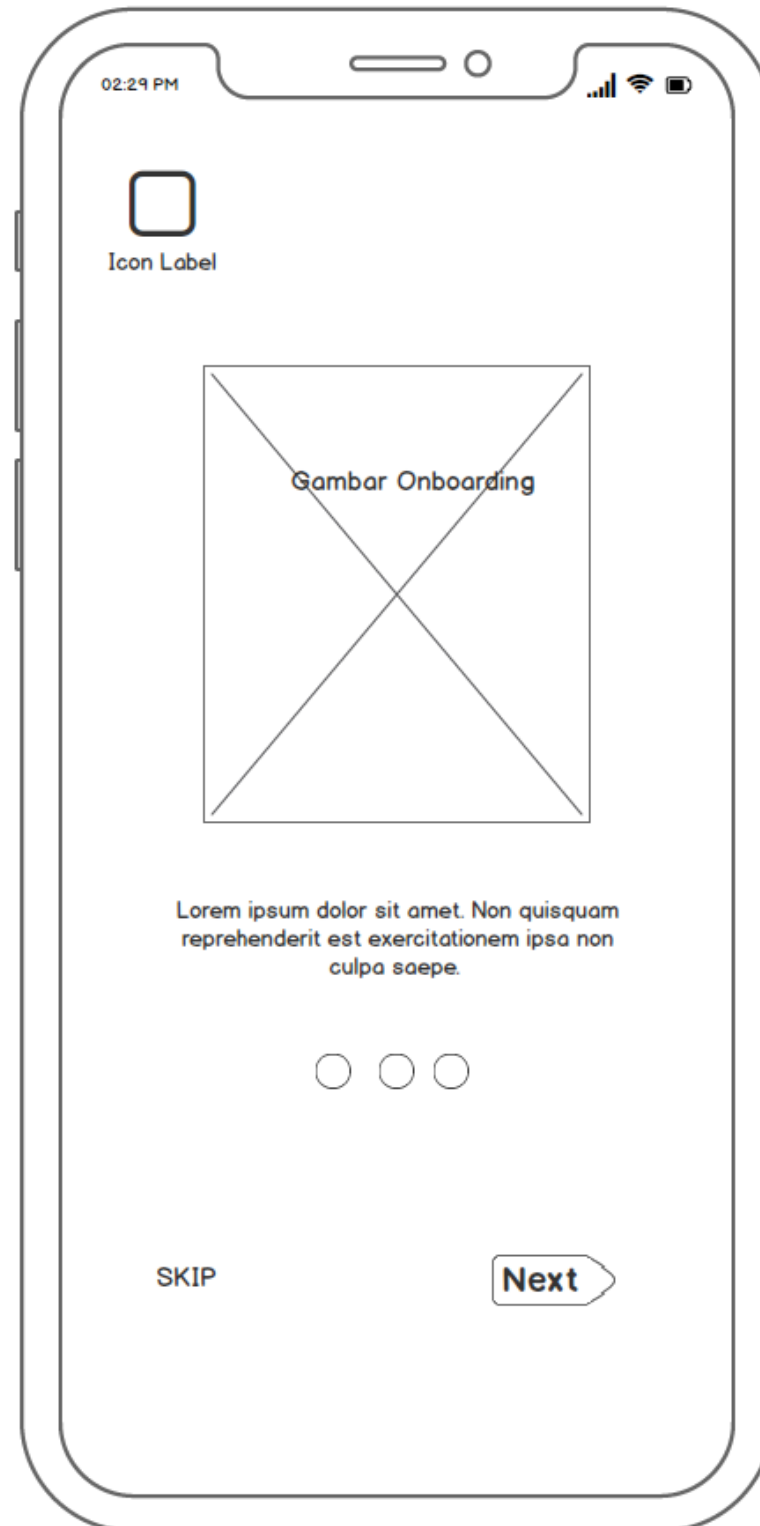 02:29 PM
Icon Label
Gambar Onboarding
Lorem ipsum dolor sit amet. Non quisquam
reprehenderit est exercitationem ipsa non
culpa saepe.
SKIP
Next